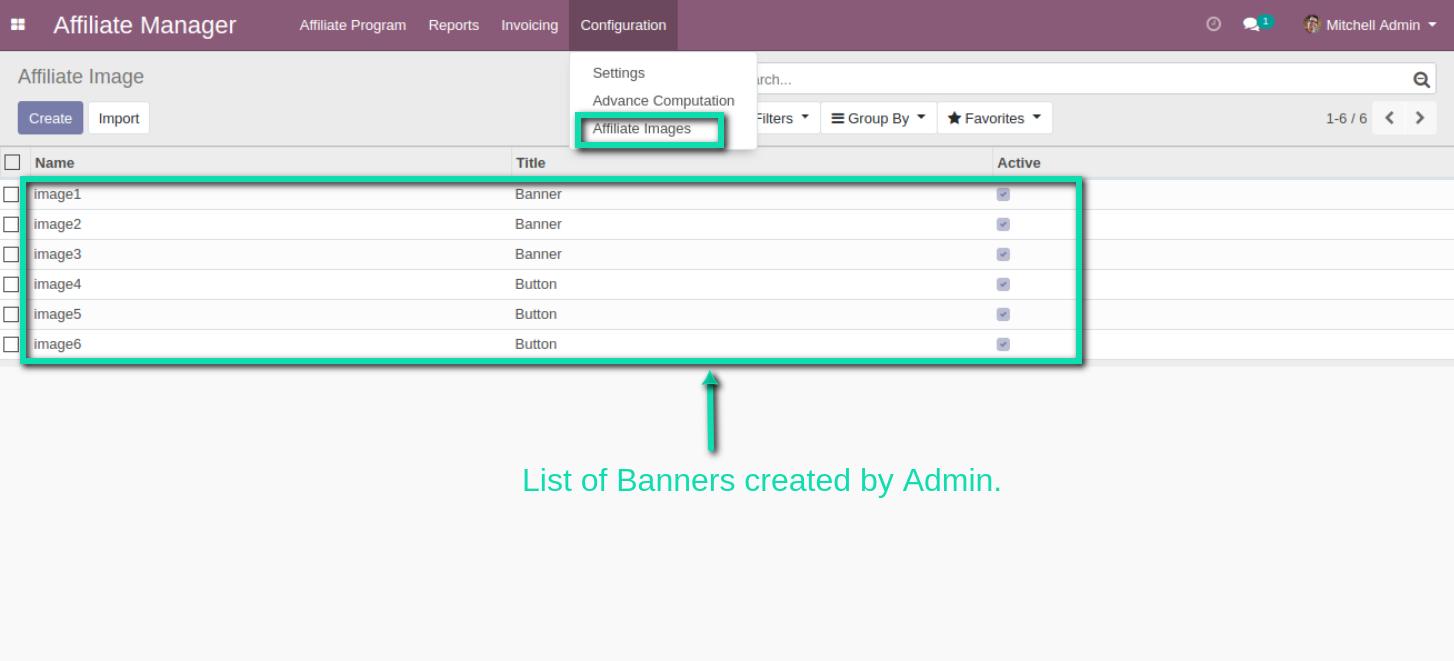 Affiliate Manager Affiliate Program Reports Invoicing Configuration 1 Mitchell Admin
Affiliate Image
Settings
Advance Computation
Affiliate Images
rch...
Create Import
Filters Group By Favorites 1-6 / 6
Name Title Active
image1 Banner
image2 Banner
image3 Banner
image4 Button
image5 Button
image6 Button
List of Banners created by Admin.